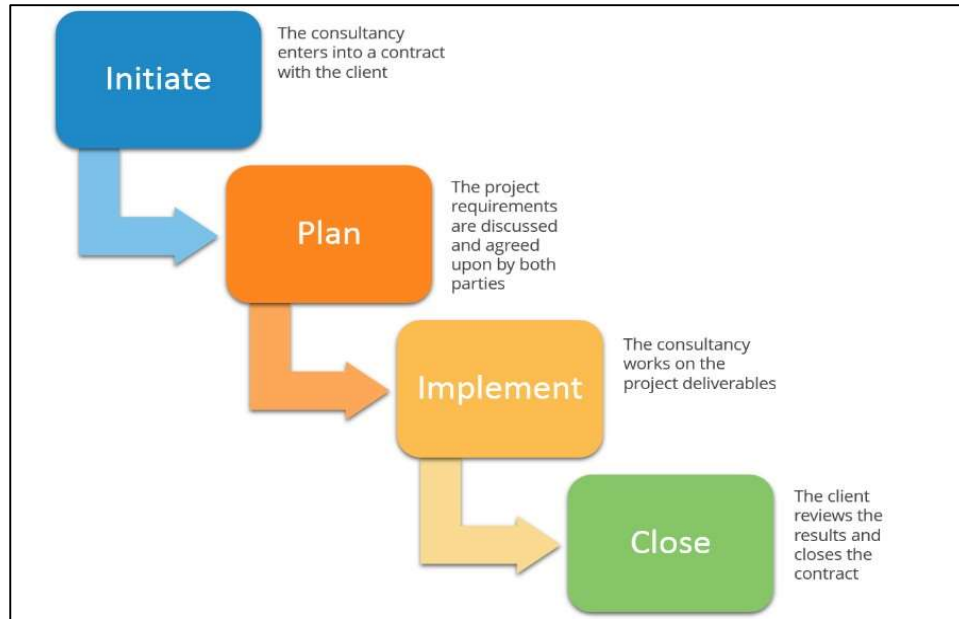 Initiate
The consultancy
enters into a contract
with the client
Plan
The project
requirements
are discussed
and agreed
upon by both
parties
Implement
The consultancy
works on the
project deliverables
Close
The client
reviews the
results and
closes the
contract